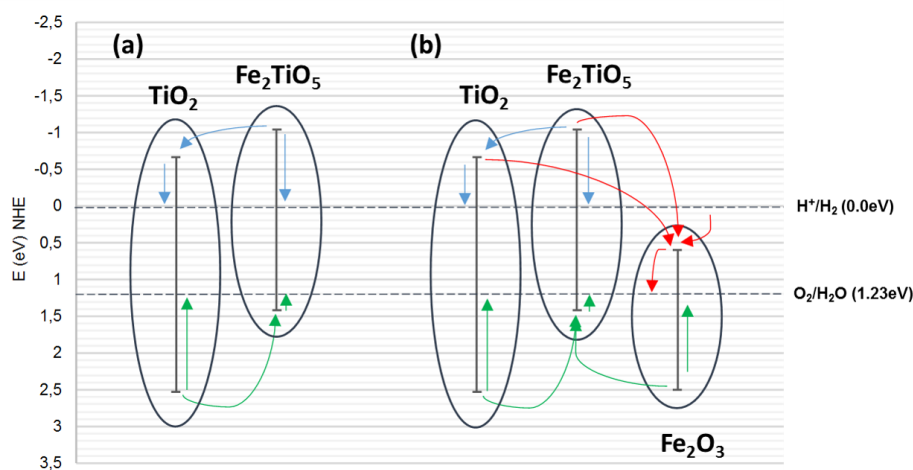 (a)
(b)
TiO₂
Fe₂TiO₅
TiO₂
Fe₂TiO₅
E (eV) NHE
-2,5
-2
-1,5
-1
-0,5
0
0,5
1
1,5
2
2,5
3
3,5
H⁺/H₂ (0.0eV)
O₂/H₂O (1.23eV)
Fe₂O₃